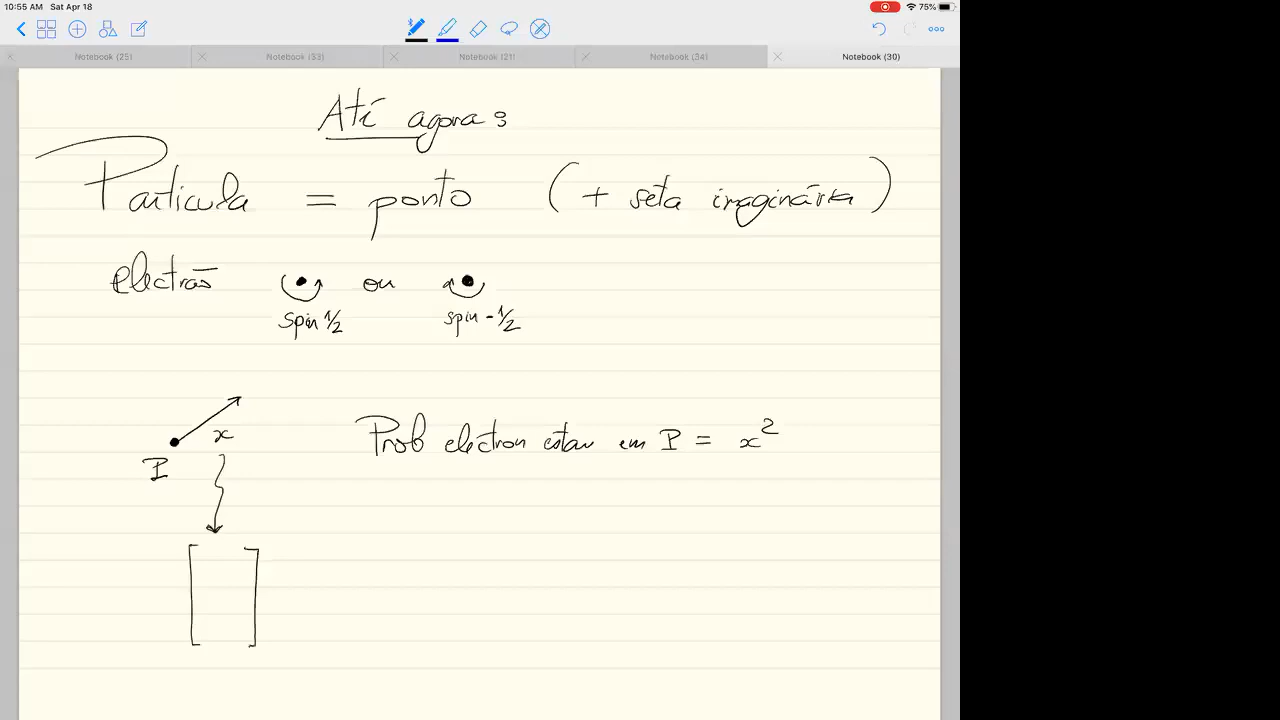 10:55 AM Sat Apr 18 75%
Notebook (25) Notebook (33) Notebook (21) Notebook (34) Notebook (30)
Até agora :
Partícula = ponto (+ seta imaginária)
electrão ou
spin 1/2 spin -1/2
x
Prob electron estar em P = x²
P